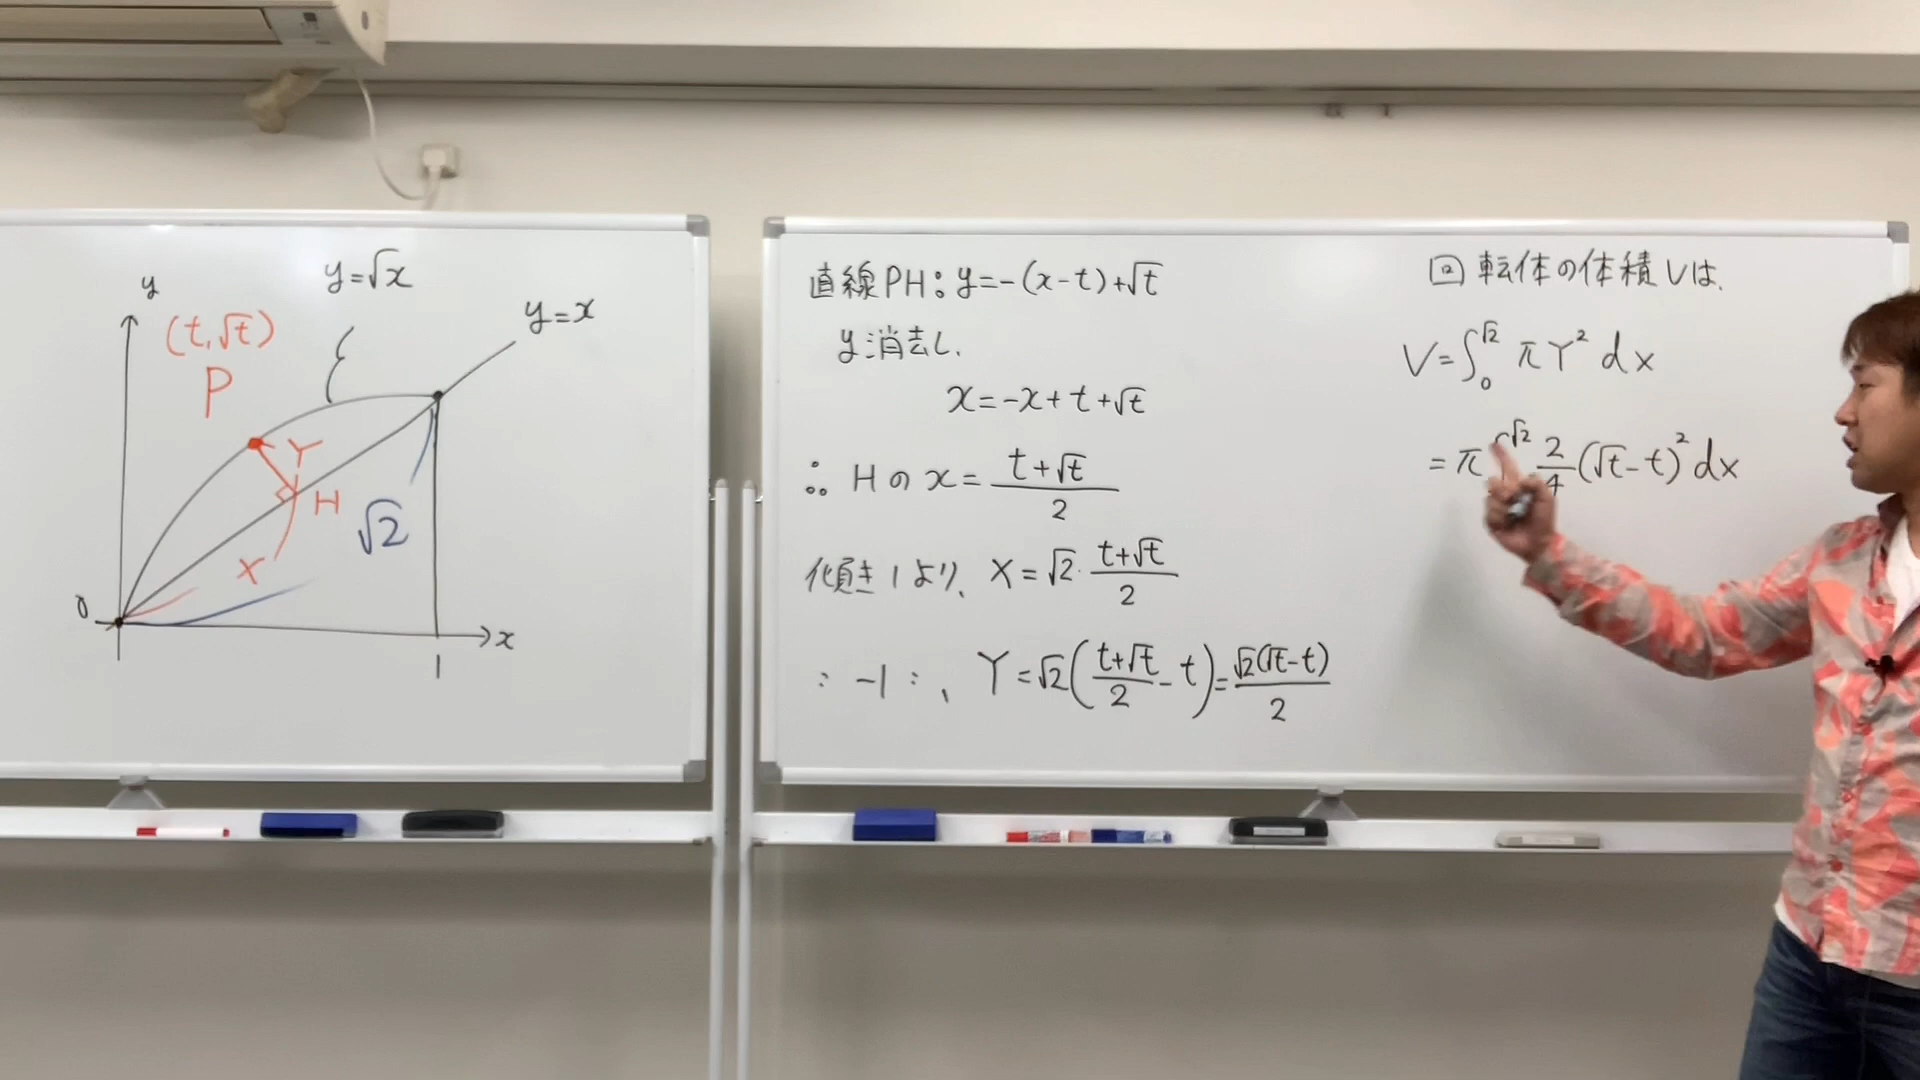 y=√x
y
y=x
(t,√t)
P
Y
H
√2
X
0
x
1
直線PH:y=-(x-t)+√t
y消去し、
x=-x+t+√t
∴ Hのx=(t+√t)/2
傾き1より、X=√2・(t+√t)/2
: -1 : 、Y=√2((t+√t)/2-t)=√2(√t-t)/2
回転体の体積Vは、
V=∫₀^√2 πY² dx
=π∫^√2 2/4(√t-t)²dx